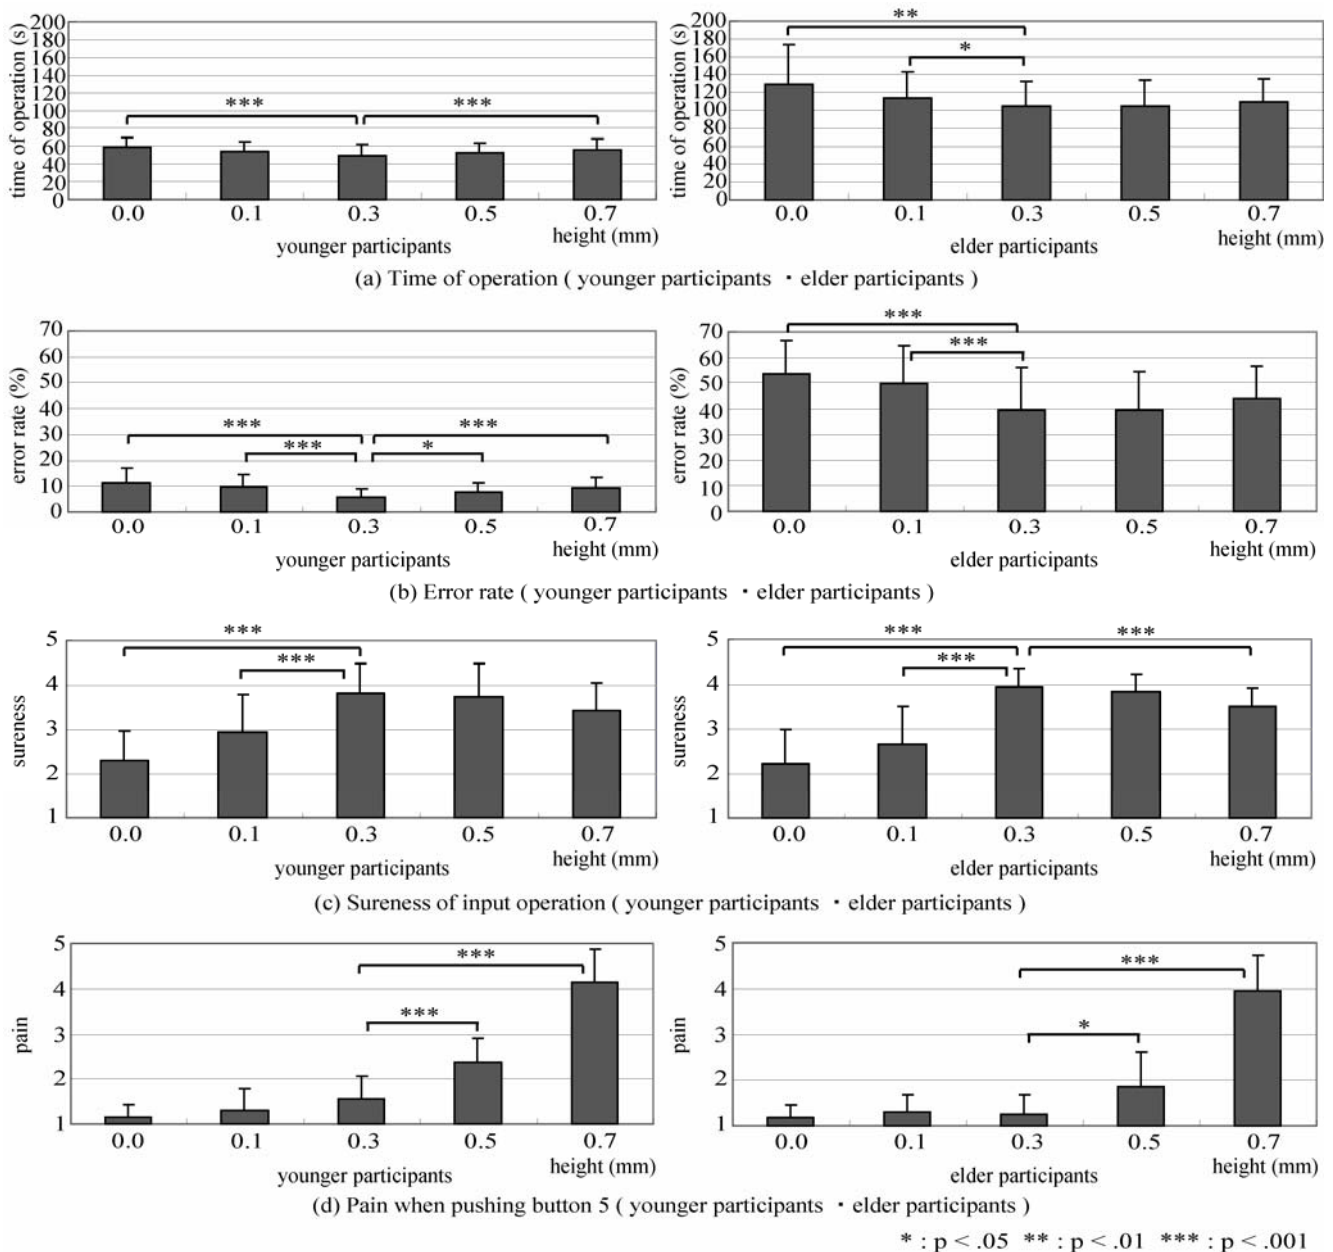 200
180
160
140
120
100
80
60
40
20
0
time of operation (s)
***
***
0.0 0.1 0.3 0.5 0.7
younger participants
height (mm)
200
180
160
140
120
100
80
60
40
20
0
time of operation (s)
**
*
0.0 0.1 0.3 0.5 0.7
elder participants
height (mm)
(a) Time of operation ( younger participants ・ elder participants )
70
60
50
40
30
20
10
0
error rate (%)
***
***
***
*
0.0 0.1 0.3 0.5 0.7
younger participants
height (mm)
70
60
50
40
30
20
10
0
error rate (%)
***
***
0.0 0.1 0.3 0.5 0.7
elder participants
height (mm)
(b) Error rate ( younger participants ・ elder participants )
5
4
3
2
1
sureness
***
***
0.0 0.1 0.3 0.5 0.7
younger participants
height (mm)
5
4
3
2
1
sureness
***
***
***
0.0 0.1 0.3 0.5 0.7
elder participants
height (mm)
(c) Sureness of input operation ( younger participants ・ elder participants )
5
4
3
2
1
pain
***
***
0.0 0.1 0.3 0.5 0.7
younger participants
height (mm)
5
4
3
2
1
pain
***
*
0.0 0.1 0.3 0.5 0.7
elder participants
height (mm)
(d) Pain when pushing button 5 ( younger participants ・ elder participants )
* : p < .05 ** : p < .01 *** : p < .001